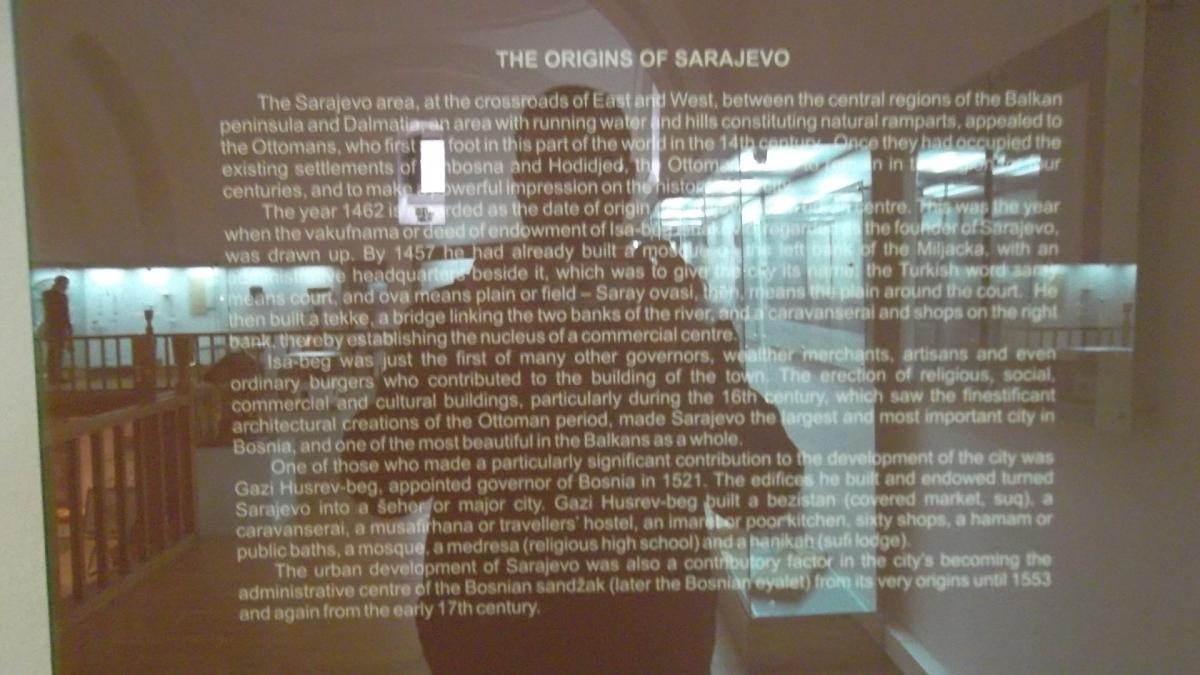 THE ORIGINS OF SARAJEVO
The Sarajevo area, at the crossroads of East and West, between the central regions of the Balkan
peninsula and Dalmatia, an area with running water and hills constituting natural ramparts, appealed to
the Ottomans, who first foot in this part of the world in the 14th century. Once they had occupied the
existing settlements of and Hodidjed, the in
centuries, and to make a powerful impression on the
The year 1462 is regarded as the date of origin centre. This was the year
when the vakufnama or deed of endowment of Isa-beg regarded the founder of Sarajevo,
was drawn up. By 1457 he had already built a mosque on the left bank of the Miljacka, with an
headquarters beside it, which was to give the city its name, the Turkish word saray
means court, and ova means plain or field – Saray ovasi, then, means the plain around the court. He
then built a tekke, a bridge linking the two banks of the river, and a caravanserai and shops on the right
bank, thereby establishing the nucleus of a commercial centre.
Isa-beg was just the first of many other governors, wealther merchants, artisans and even
ordinary burgers who contributed to the building of the town. The erection of religious, social,
commercial and cultural buildings, particularly during the 16th century, which saw the finestificant
architectural creations of the Ottoman period, made Sarajevo the largest and most important city in
Bosnia, and one of the most beautiful in the Balkans as a whole.
One of those who made a particularly significant contribution to the development of the city was
Gazi Husrev-beg, appointed governor of Bosnia in 1521. The edifices he built and endowed turned
Sarajevo into a šeher or major city. Gazi Husrev-beg built a bezistan (covered market, suq), a
caravanserai, a musafirhana or travellers' hostel, an imaret or poor kitchen, sixty shops, a hamam or
public baths, a mosque, a medresa (religious high school) and a hanikah (sufi lodge).
The urban development of Sarajevo was also a contributory factor in the city's becoming the
administrative centre of the Bosnian sandžak (later the Bosnian eyalet) from its very origins until 1553
and again from the early 17th century.